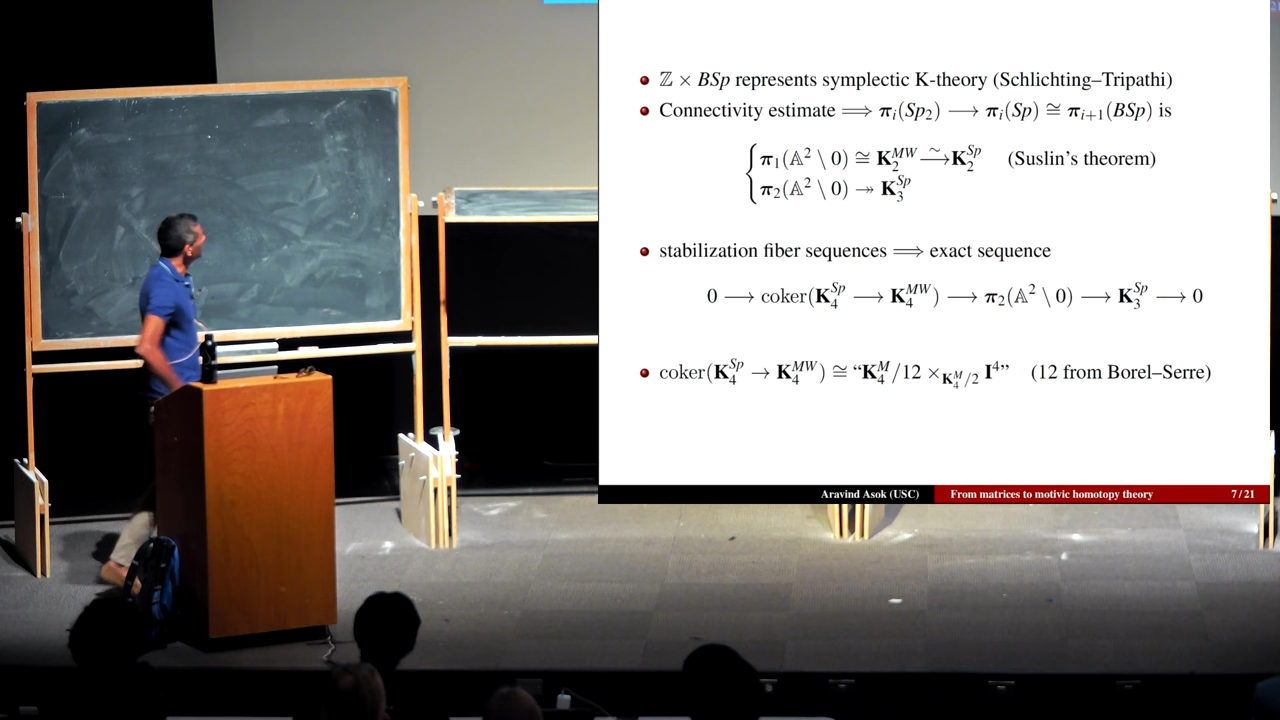 ℤ × BSp represents symplectic K-theory (Schlichting–Tripathi)
Connectivity estimate ⟹ π_i(Sp_2) ⟶ π_i(Sp) ≅ π_{i+1}(BSp) is
π_1(𝔸^2 \ 0) ≅ K_2^{MW} ⟶^∼ K_2^{Sp} (Suslin's theorem)
π_2(𝔸^2 \ 0) ↠ K_3^{Sp}
stabilization fiber sequences ⟹ exact sequence
0 ⟶ coker(K_4^{Sp} ⟶ K_4^{MW}) ⟶ π_2(𝔸^2 \ 0) ⟶ K_3^{Sp} ⟶ 0
coker(K_4^{Sp} → K_4^{MW}) ≅ “K_4^M/12 ×_{K_4^M/2} I^4” (12 from Borel–Serre)
Aravind Asok (USC) From matrices to motivic homotopy theory 7 / 21